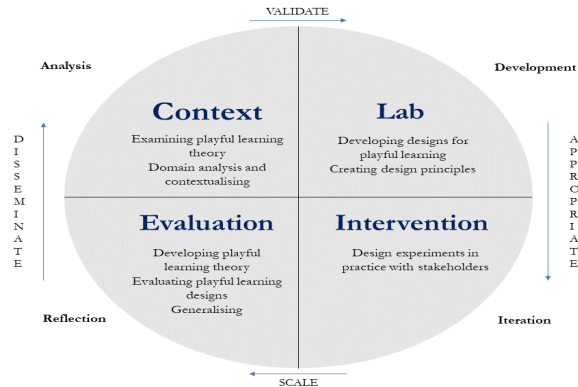 VALIDATE
Analysis
Development
Context
Examining playful learning
theory
Domain analysis and
contextualising
Lab
Developing designs for
playful learning
Creating design principles
DISSEMINATE
APPROPRIATE
Evaluation
Developing playful
learning theory
Evaluating playful learning
designs
Generalising
Intervention
Design experiments in
practice with stakeholders
Reflection
Iteration
SCALE